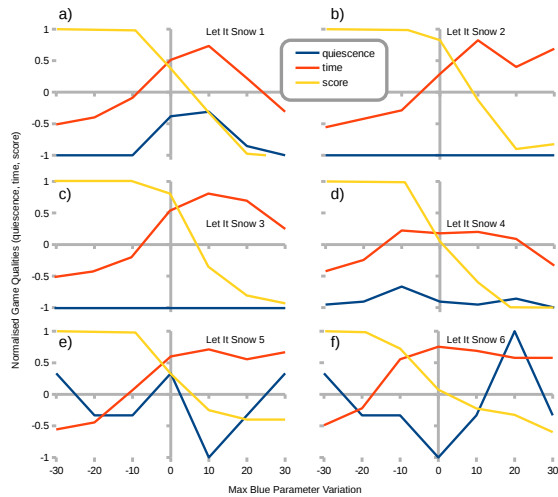 a) Let It Snow 1
b) Let It Snow 2
quiescence
time
score
1
0.5
0
-0.5
-1
c) Let It Snow 3
d) Let It Snow 4
1
0.5
0
-0.5
-1
e) Let It Snow 5
f) Let It Snow 6
1
0.5
0
-0.5
-1
-30 -20 -10 0 10 20 30
-30 -20 -10 0 10 20 30
Max Blue Parameter Variation
Normalised Game Qualities (quiescence, time, score)